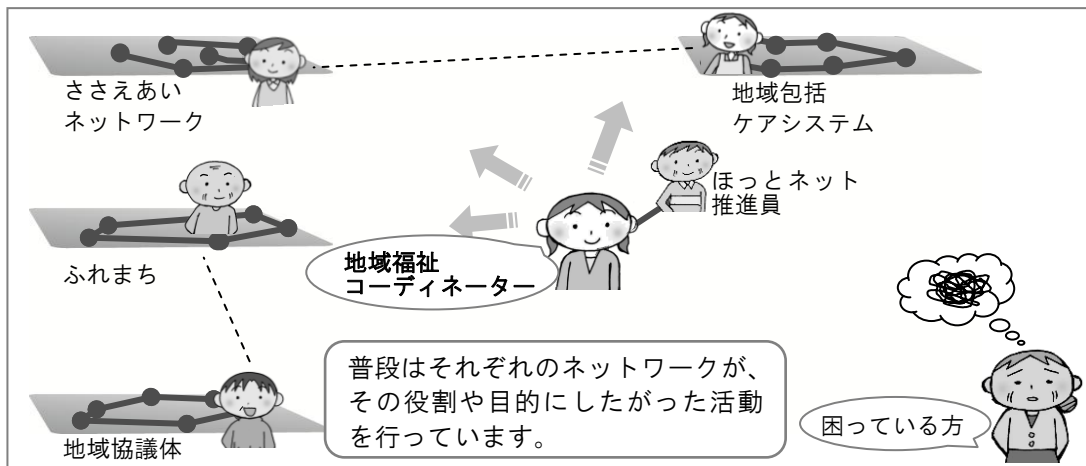 ささえあい
ネットワーク
地域包括
ケアシステム
ほっとネット
推進員
ふれまち
地域福祉
コーディネーター
普段はそれぞれのネットワークが、
その役割や目的にしたがった活動
を行っています。
困っている方
地域協議体